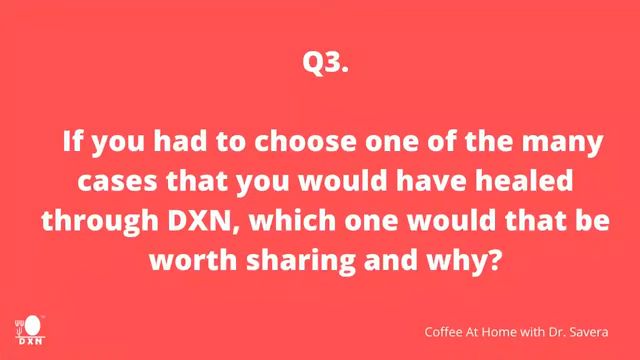 Q3.
If you had to choose one of the many
cases that you would have healed
through DXN, which one would that be
worth sharing and why?
DXN
Coffee At Home with Dr. Savera